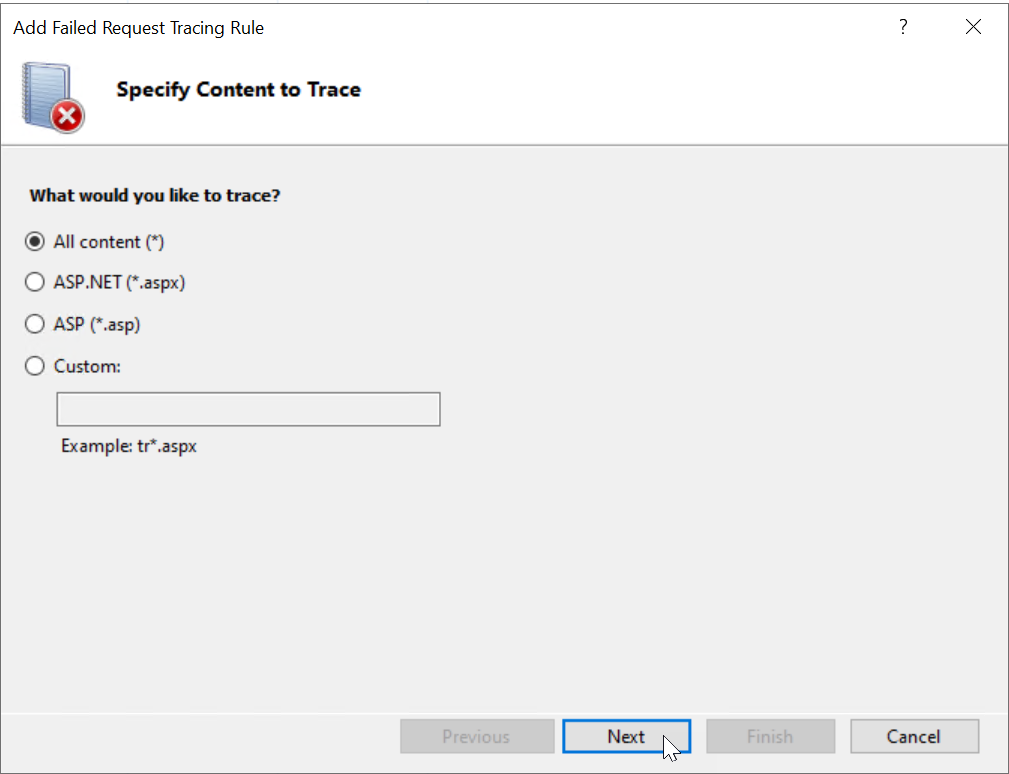 Add Failed Request Tracing Rule
?
Specify Content to Trace
What would you like to trace?
All content (*)
ASP.NET (*.aspx)
ASP (*.asp)
Custom:
Example: tr*.aspx
Previous Next Finish Cancel